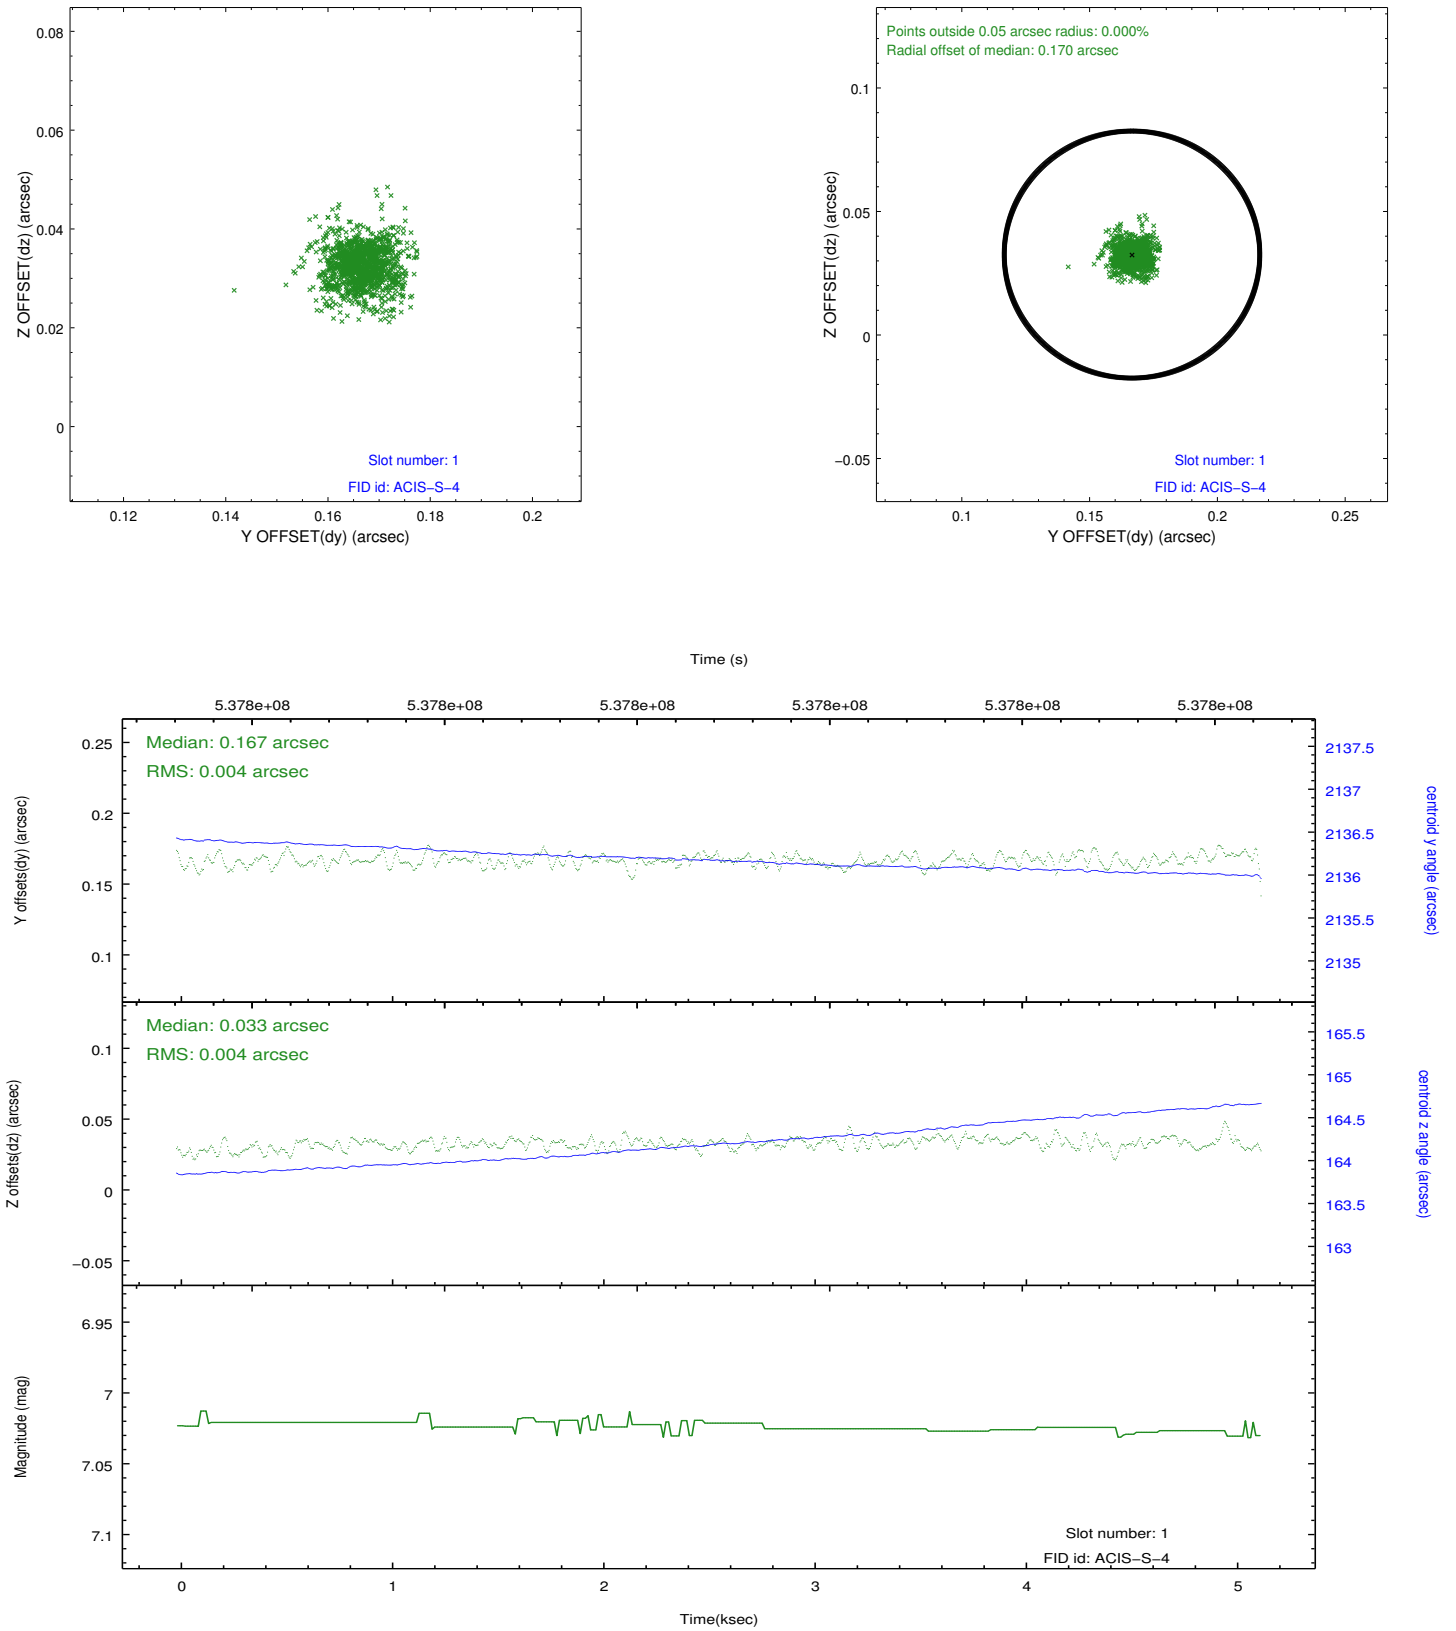 0.08
0.06
0.04
0.02
0
Z OFFSET(dz) (arcsec)
Slot number: 1
FID id: ACIS−S−4
0.12 0.14 0.16 0.18 0.2
Y OFFSET(dy) (arcsec)
Points outside 0.05 arcsec radius: 0.000%
Radial offset of median: 0.170 arcsec
0.1
0.05
0
−0.05
Z OFFSET(dz) (arcsec)
Slot number: 1
FID id: ACIS−S−4
0.1 0.15 0.2 0.25
Y OFFSET(dy) (arcsec)
Time (s)
5.378e+08 5.378e+08 5.378e+08 5.378e+08 5.378e+08 5.378e+08
Median: 0.167 arcsec
RMS: 0.004 arcsec
0.25
0.2
0.15
0.1
Y offsets(dy) (arcsec)
2137.5
2137
2136.5
2136
2135.5
2135
centroid y angle (arcsec)
Median: 0.033 arcsec
RMS: 0.004 arcsec
0.1
0.05
0
−0.05
Z offsets(dz) (arcsec)
165.5
165
164.5
164
163.5
163
centroid z angle (arcsec)
6.95
7
7.05
7.1
Magnitude (mag)
Slot number: 1
FID id: ACIS−S−4
0 1 2 3 4 5
Time(ksec)